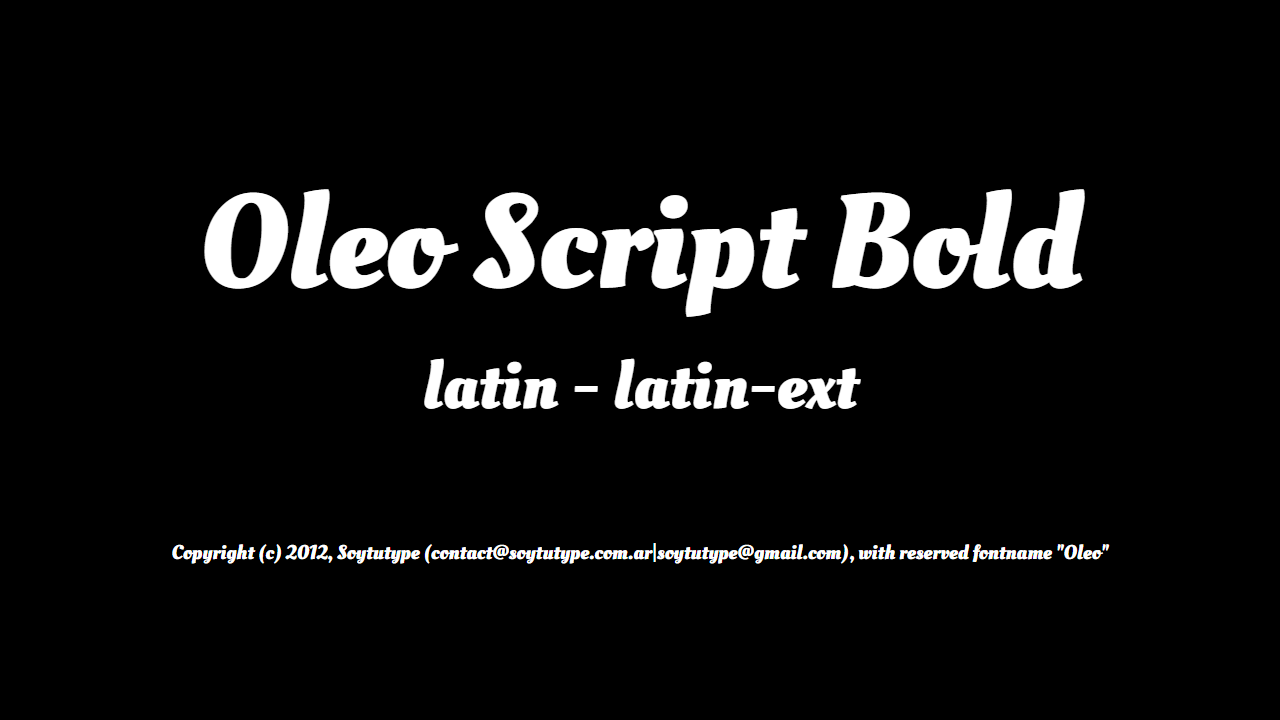 Oleo Script Bold
latin - latin-ext
Copyright (c) 2012, Soytutype (contact@soytutype.com.ar|soytutype@gmail.com), with reserved fontname "Oleo"